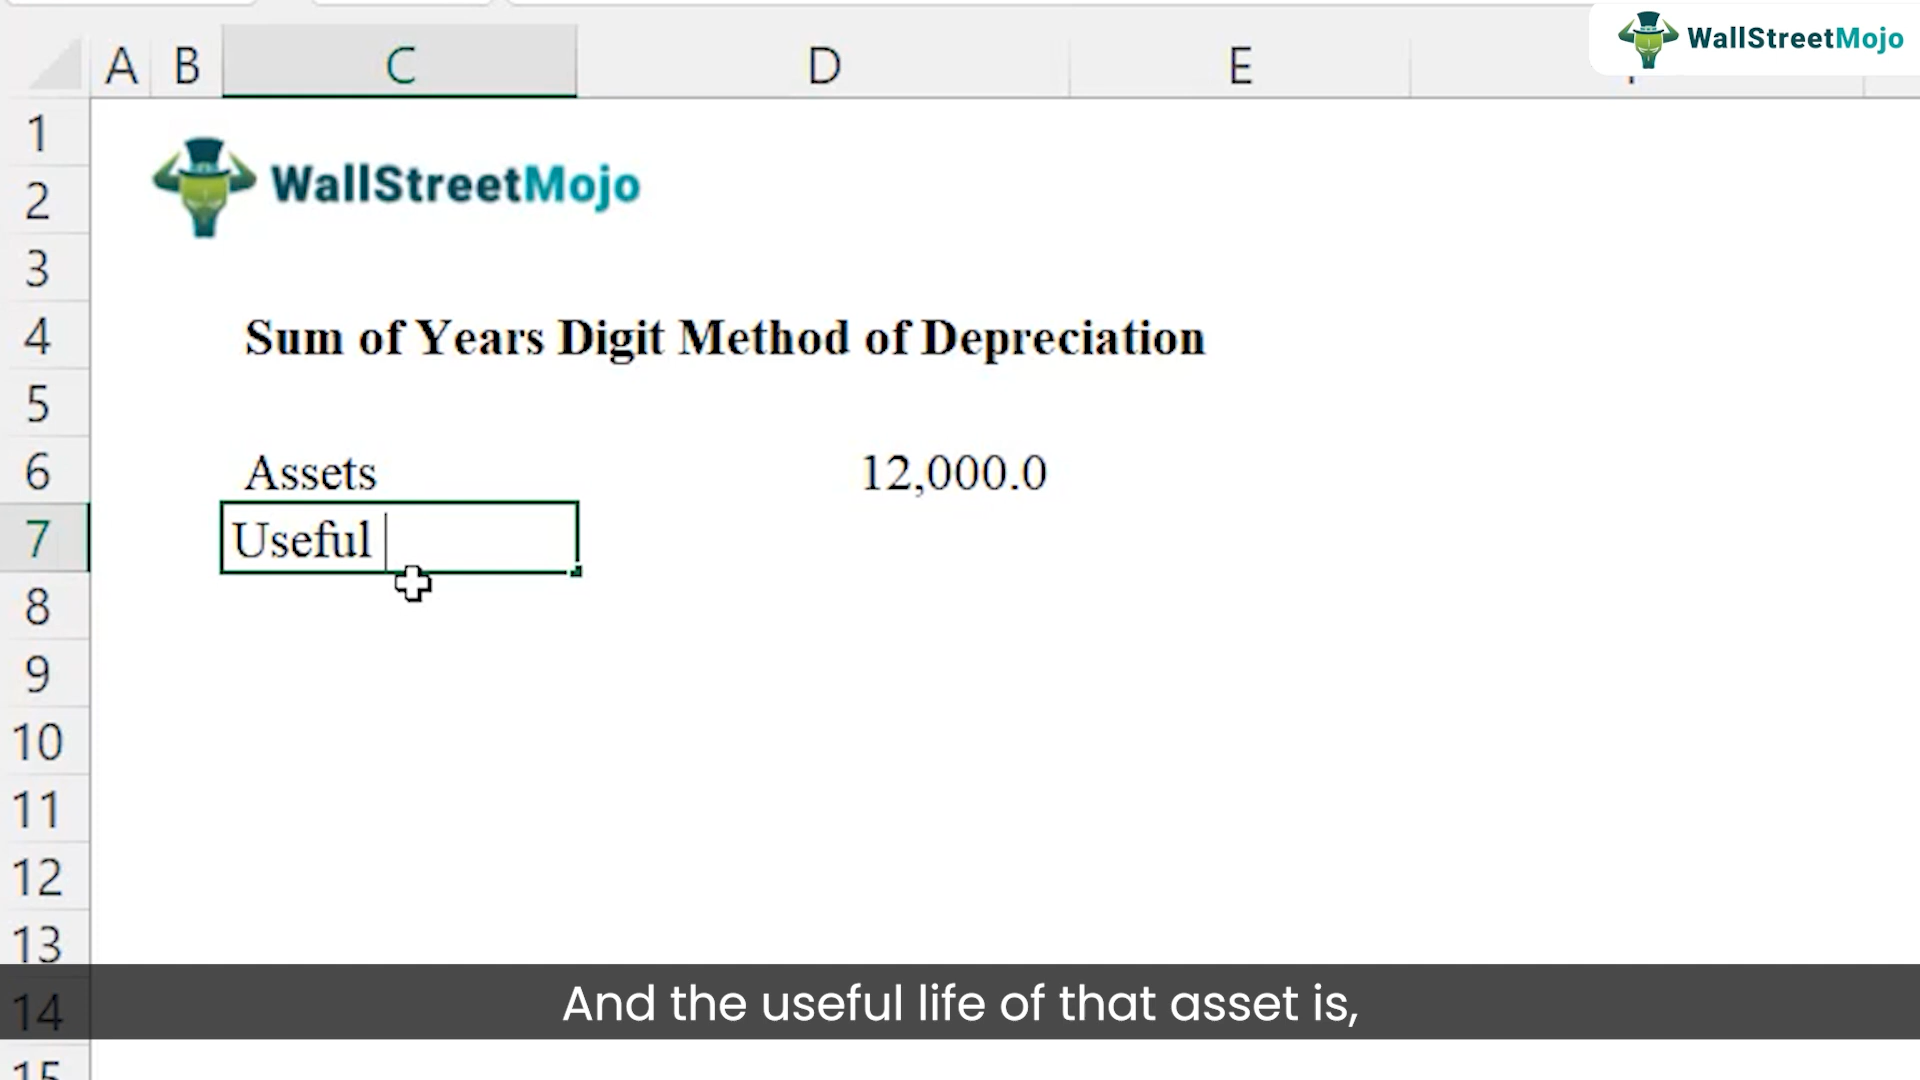 WallStreetMojo
A B C D E
1
WallStreetMojo
2
3
4 Sum of Years Digit Method of Depreciation
5
6 Assets 12,000.0
7 Useful
8
9
10
11
12
13
14 And the useful life of that asset is,
15